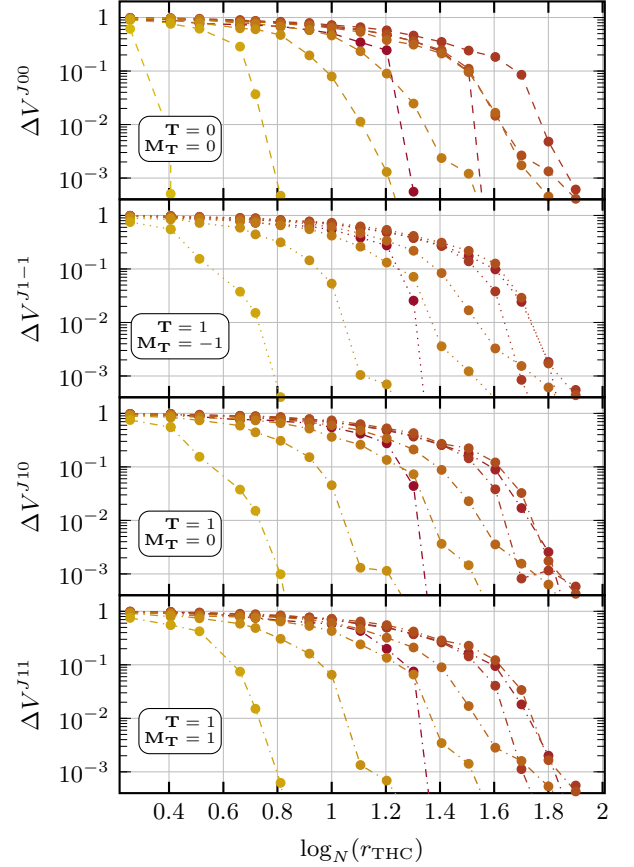 1
10⁻¹
10⁻²
10⁻³
ΔV^{J00}
T = 0
M_T = 0
1
10⁻¹
10⁻²
10⁻³
ΔV^{J1−1}
T = 1
M_T = −1
1
10⁻¹
10⁻²
10⁻³
ΔV^{J10}
T = 1
M_T = 0
1
10⁻¹
10⁻²
10⁻³
ΔV^{J11}
T = 1
M_T = 1
0.4 0.6 0.8 1 1.2 1.4 1.6 1.8 2
log_N(r_THC)